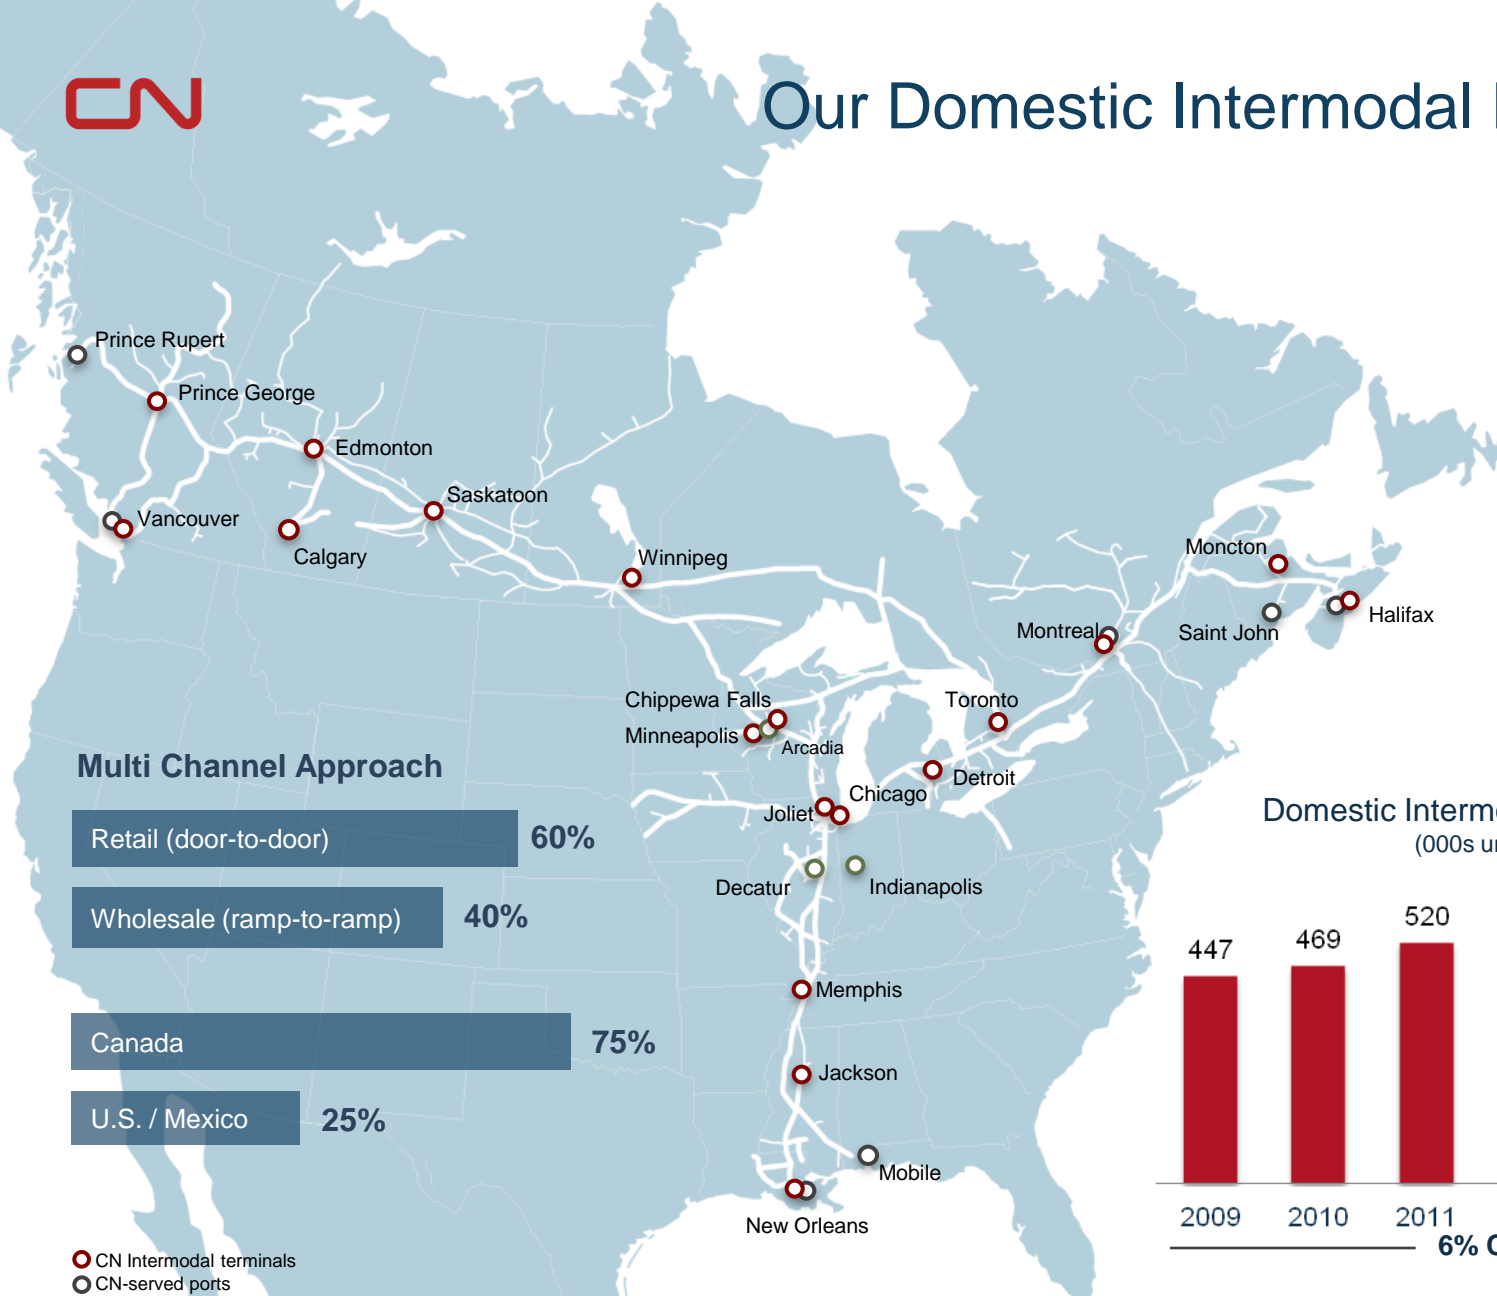 CN
Our Domestic Intermodal
Prince Rupert
Prince George
Edmonton
Saskatoon
Vancouver
Calgary
Winnipeg
Moncton
Halifax
Saint John
Montreal
Chippewa Falls
Toronto
Minneapolis
Arcadia
Detroit
Chicago
Joliet
Decatur
Indianapolis
Memphis
Jackson
Mobile
New Orleans
Multi Channel Approach
Retail (door-to-door) 60%
Wholesale (ramp-to-ramp) 40%
Canada 75%
U.S. / Mexico 25%
CN Intermodal terminals
CN-served ports
Domestic
(000s
447 469 520
2009 2010 2011
6%